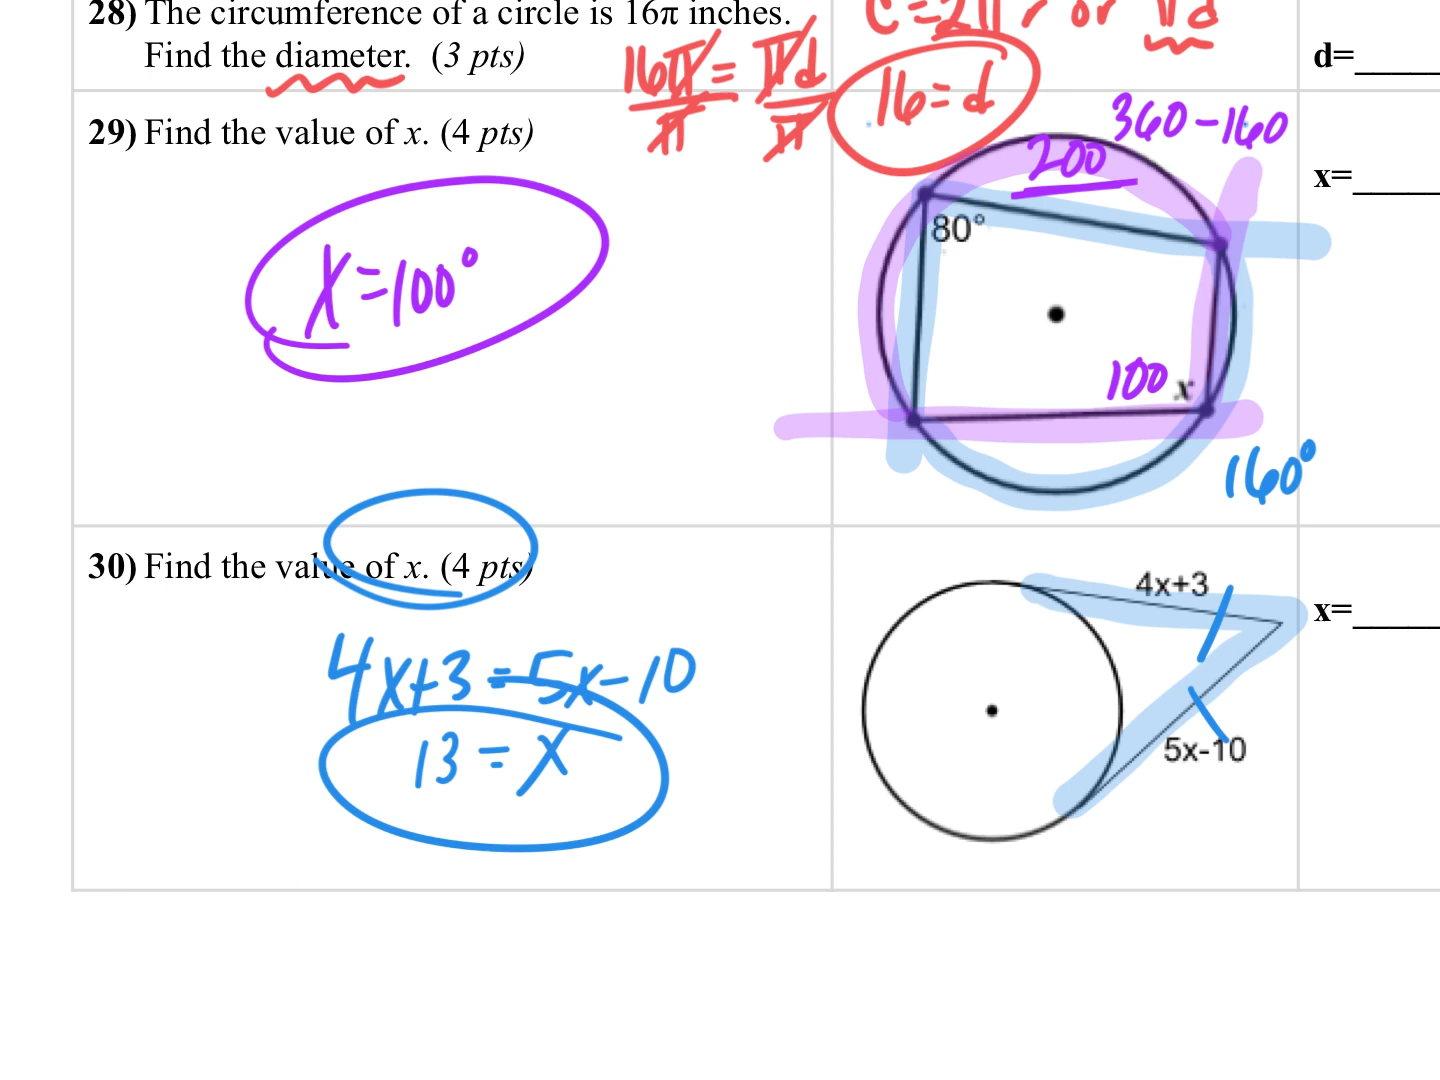 28) The circumference of a circle is 16π inches.
Find the diameter. (3 pts)
C=2πr or πd
16π = πd
π π
16=d
d=
29) Find the value of x. (4 pts)
360-160
200
x=
80°
X=100°
100 x
160°
30) Find the value of x. (4 pts)
4x+3
x=
4x+3=5x-10
13=x
5x-10